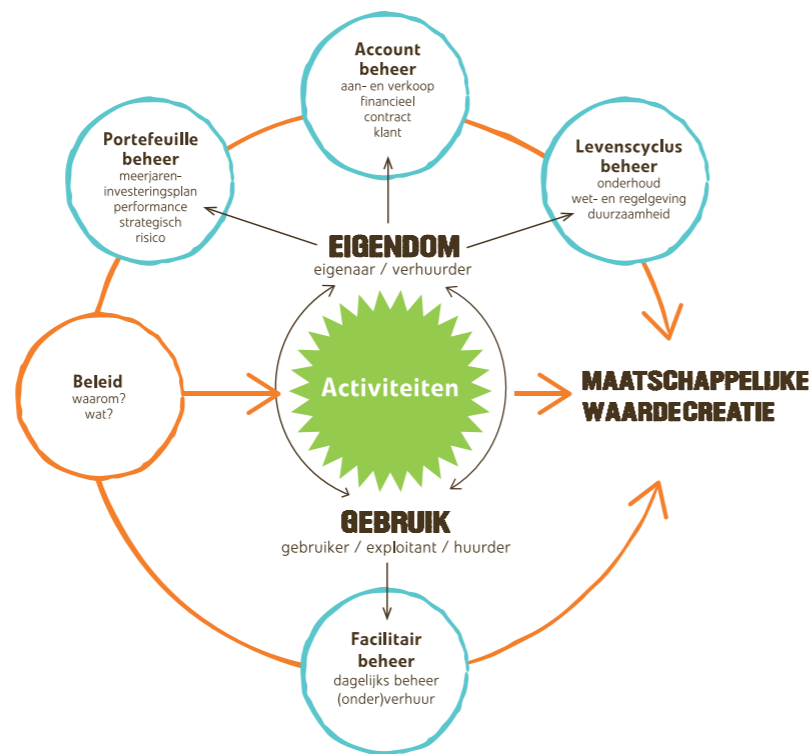 Account
beheer
aan- en verkoop
financieel
contract
klant
Portefeuille
beheer
meerjaren-
investeringsplan
performance
strategisch
risico
Levenscyclus
beheer
onderhoud
wet- en regelgeving
duurzaamheid
EIGENDOM
eigenaar / verhuurder
Beleid
waarom?
wat?
Activiteiten
MAATSCHAPPELIJKE
WAARDECREATIE
GEBRUIK
gebruiker / exploitant / huurder
Facilitair
beheer
dagelijks beheer
(onder)verhuur